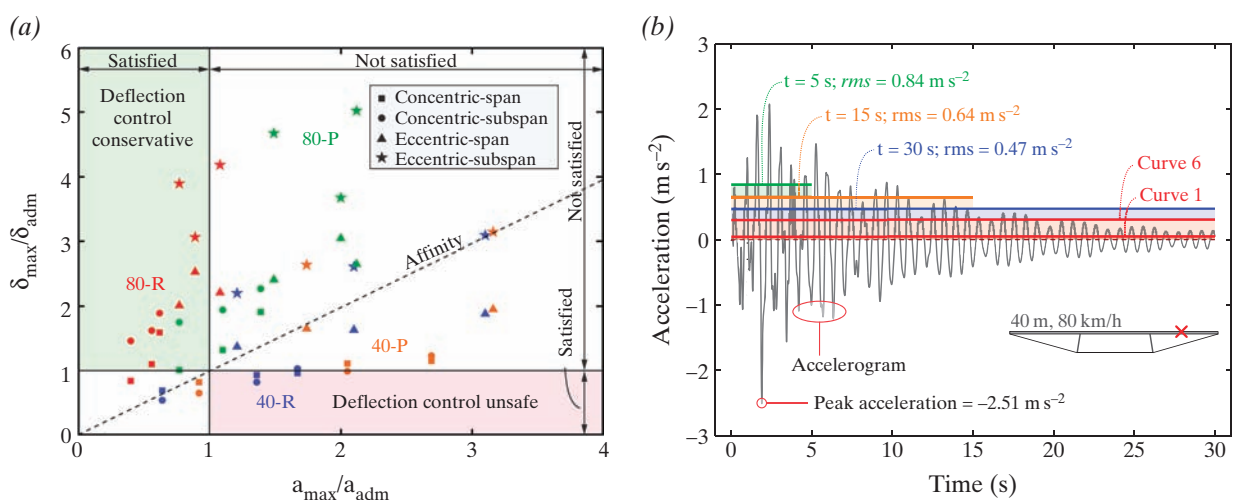 (a)
6
5
4
3
2
1
0
δmax/δadm
Satisfied
Not satisfied
Deflection
control
conservative
Concentric-span
Concentric-subspan
Eccentric-span
Eccentric-subspan
80-P
80-R
Affinity
40-P
40-R
Deflection control unsafe
Not satisfied
Satisfied
1
2
3
4
amax/aadm
(b)
3
2
1
0
−1
−2
−3
Acceleration (m s−2)
t = 5 s; rms = 0.84 m s−2
t = 15 s; rms = 0.64 m s−2
t = 30 s; rms = 0.47 m s−2
Curve 6
Curve 1
40 m, 80 km/h
Accelerogram
Peak acceleration = −2.51 m s−2
0
5
10
15
20
25
30
Time (s)